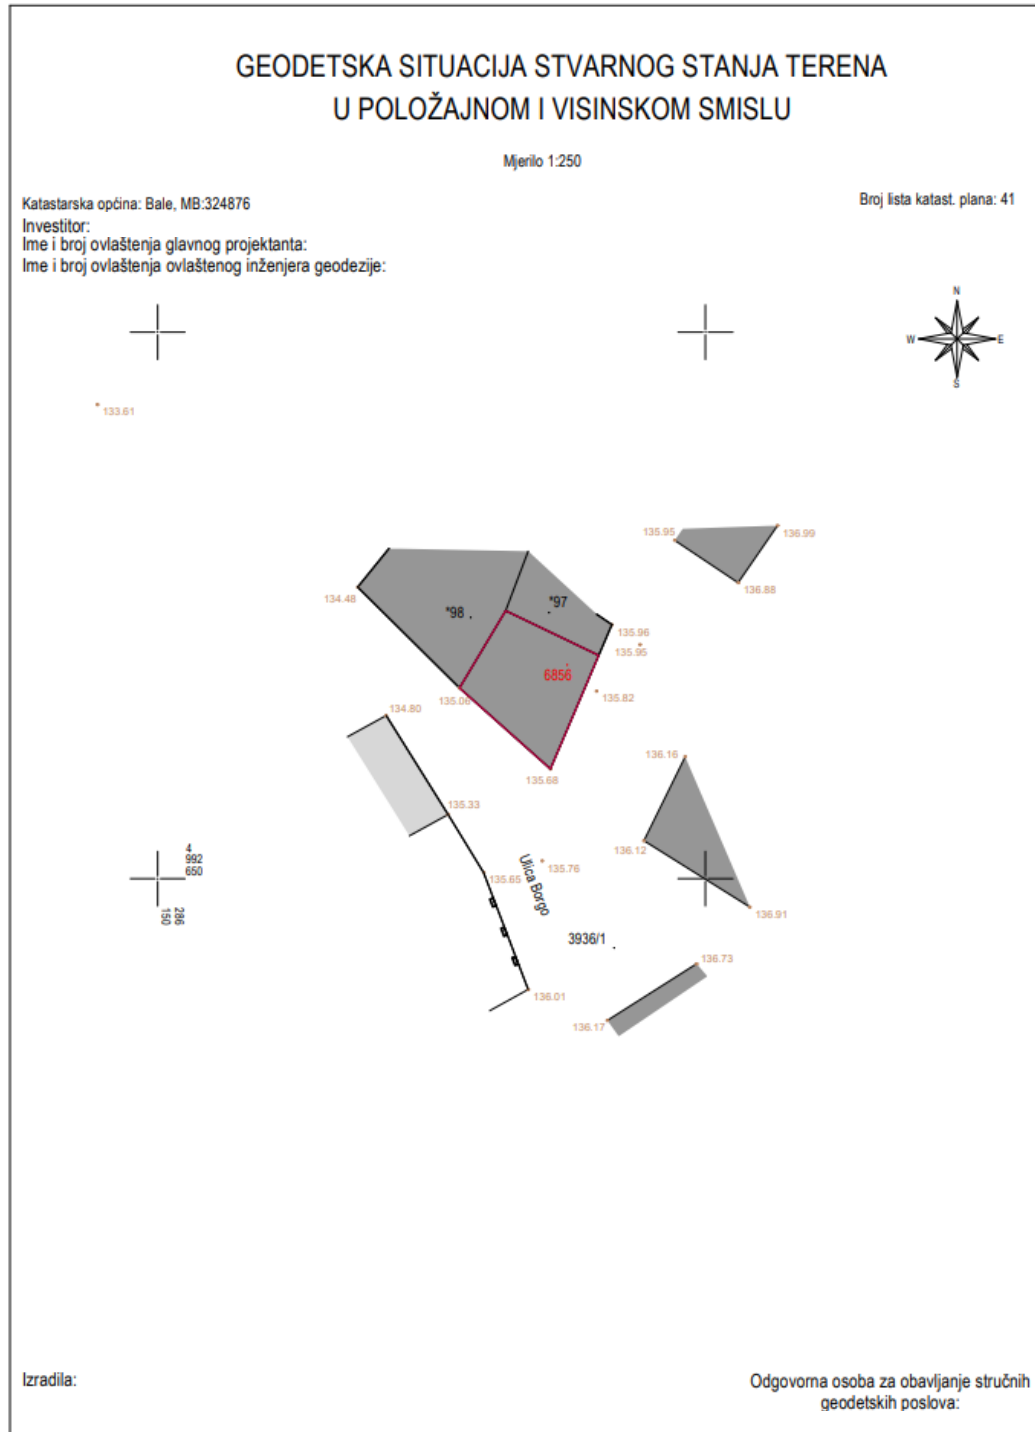 GEODETSKA SITUACIJA STVARNOG STANJA TERENA
U POLOŽAJNOM I VISINSKOM SMISLU
Mjerilo 1:250
Katastarska općina: Bale, MB:324876
Broj lista katast. plana: 41
Investitor:
Ime i broj ovlaštenja glavnog projektanta:
Ime i broj ovlaštenja ovlaštenog inženjera geodezije:
N
W
E
S
133.61
135.95
136.99
136.88
134.48
*98
*97
135.96
135.95
6856
135.82
135.06
134.80
135.68
136.16
135.33
136.12
4
992
650
135.65
135.76
Ulica Borgo
286
150
136.91
3936/1
136.73
136.01
136.17
Izradila:
Odgovorna osoba za obavljanje stručnih
geodetskih poslova: